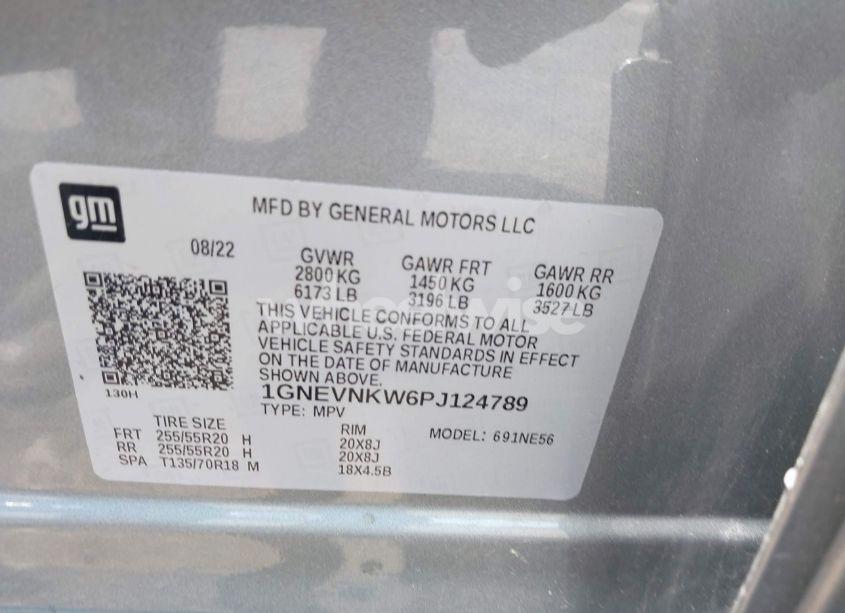 gm
MFD BY GENERAL MOTORS LLC
08/22
GVWR GAWR FRT GAWR RR
2800 KG 1450 KG 1600 KG
6173 LB 3196 LB 3527 LB
THIS VEHICLE CONFORMS TO ALL
APPLICABLE U.S. FEDERAL MOTOR
VEHICLE SAFETY STANDARDS IN EFFECT
ON THE DATE OF MANUFACTURE
SHOWN ABOVE.
130H
1GNEVNKW6PJ124789
TYPE: MPV
TIRE SIZE RIM MODEL: 691NE56
FRT 255/55R20 H 20X8J
RR 255/55R20 H 20X8J
SPA T135/70R18 M 18X4.5B